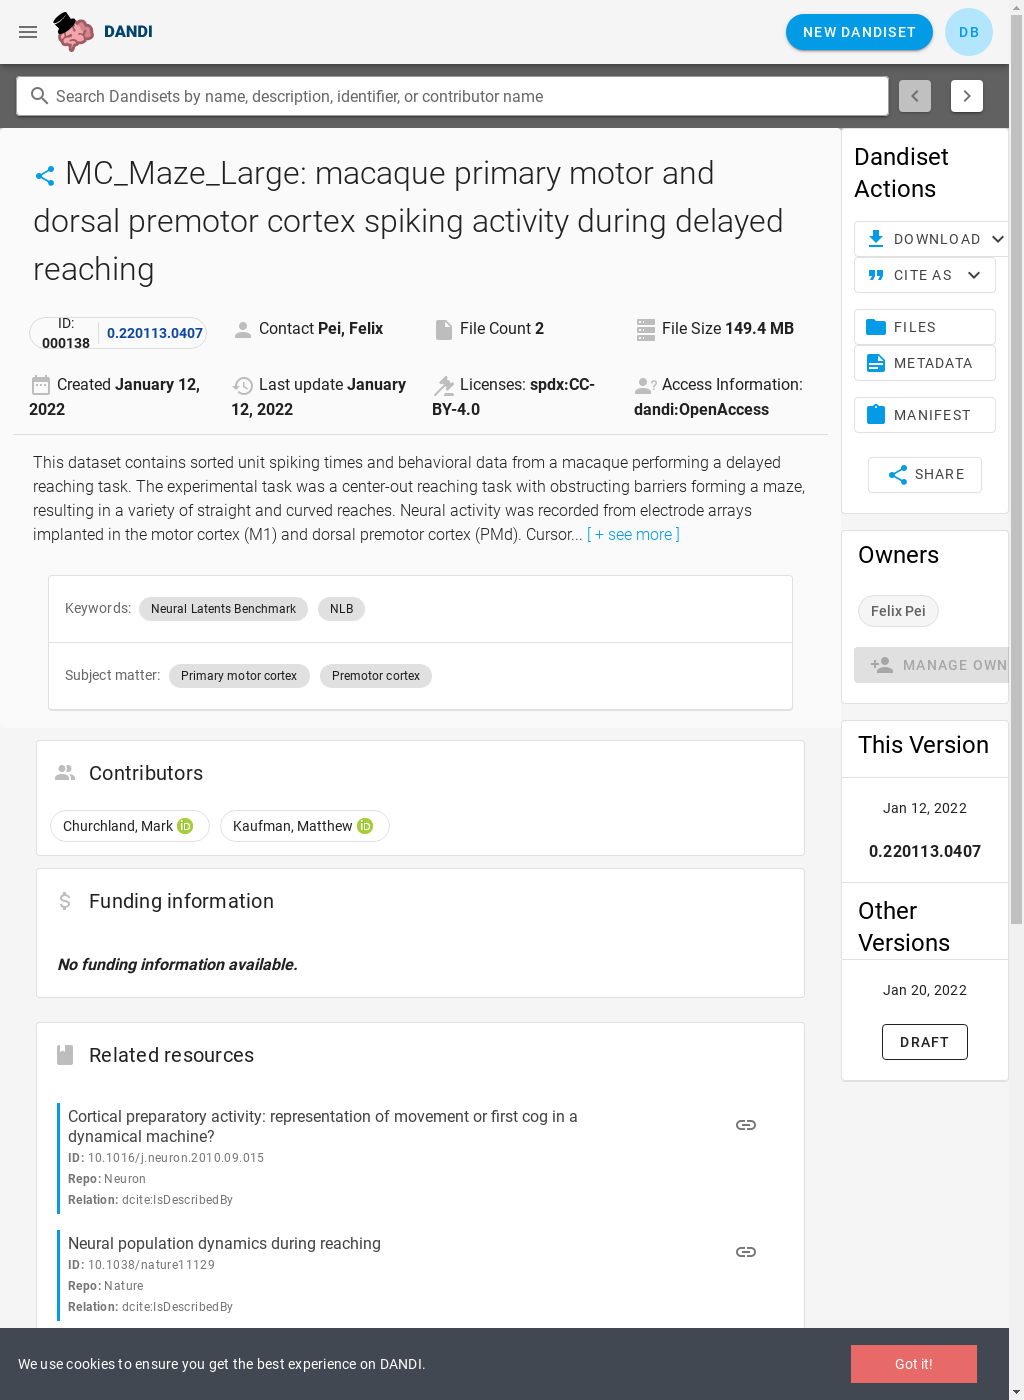 DANDI
NEW DANDISET
DB
Search Dandisets by name, description, identifier, or contributor name
MC_Maze_Large: macaque primary motor and
dorsal premotor cortex spiking activity during delayed
reaching
ID:
000138
0.220113.0407
Contact Pei, Felix
File Count 2
File Size 149.4 MB
Created January 12,
2022
Last update January
12, 2022
Licenses: spdx:CC-
BY-4.0
Access Information:
dandi:OpenAccess
This dataset contains sorted unit spiking times and behavioral data from a macaque performing a delayed
reaching task. The experimental task was a center-out reaching task with obstructing barriers forming a maze,
resulting in a variety of straight and curved reaches. Neural activity was recorded from electrode arrays
implanted in the motor cortex (M1) and dorsal premotor cortex (PMd). Cursor... [ + see more ]
Keywords: Neural Latents Benchmark NLB
Subject matter: Primary motor cortex Premotor cortex
Contributors
Churchland, Mark iD Kaufman, Matthew iD
Funding information
No funding information available.
Related resources
Cortical preparatory activity: representation of movement or first cog in a
dynamical machine?
ID: 10.1016/j.neuron.2010.09.015
Repo: Neuron
Relation: dcite:IsDescribedBy
Neural population dynamics during reaching
ID: 10.1038/nature11129
Repo: Nature
Relation: dcite:IsDescribedBy
Dandiset
Actions
DOWNLOAD
CITE AS
FILES
METADATA
MANIFEST
SHARE
Owners
Felix Pei
MANAGE OWN
This Version
Jan 12, 2022
0.220113.0407
Other
Versions
Jan 20, 2022
DRAFT
We use cookies to ensure you get the best experience on DANDI.
Got it!